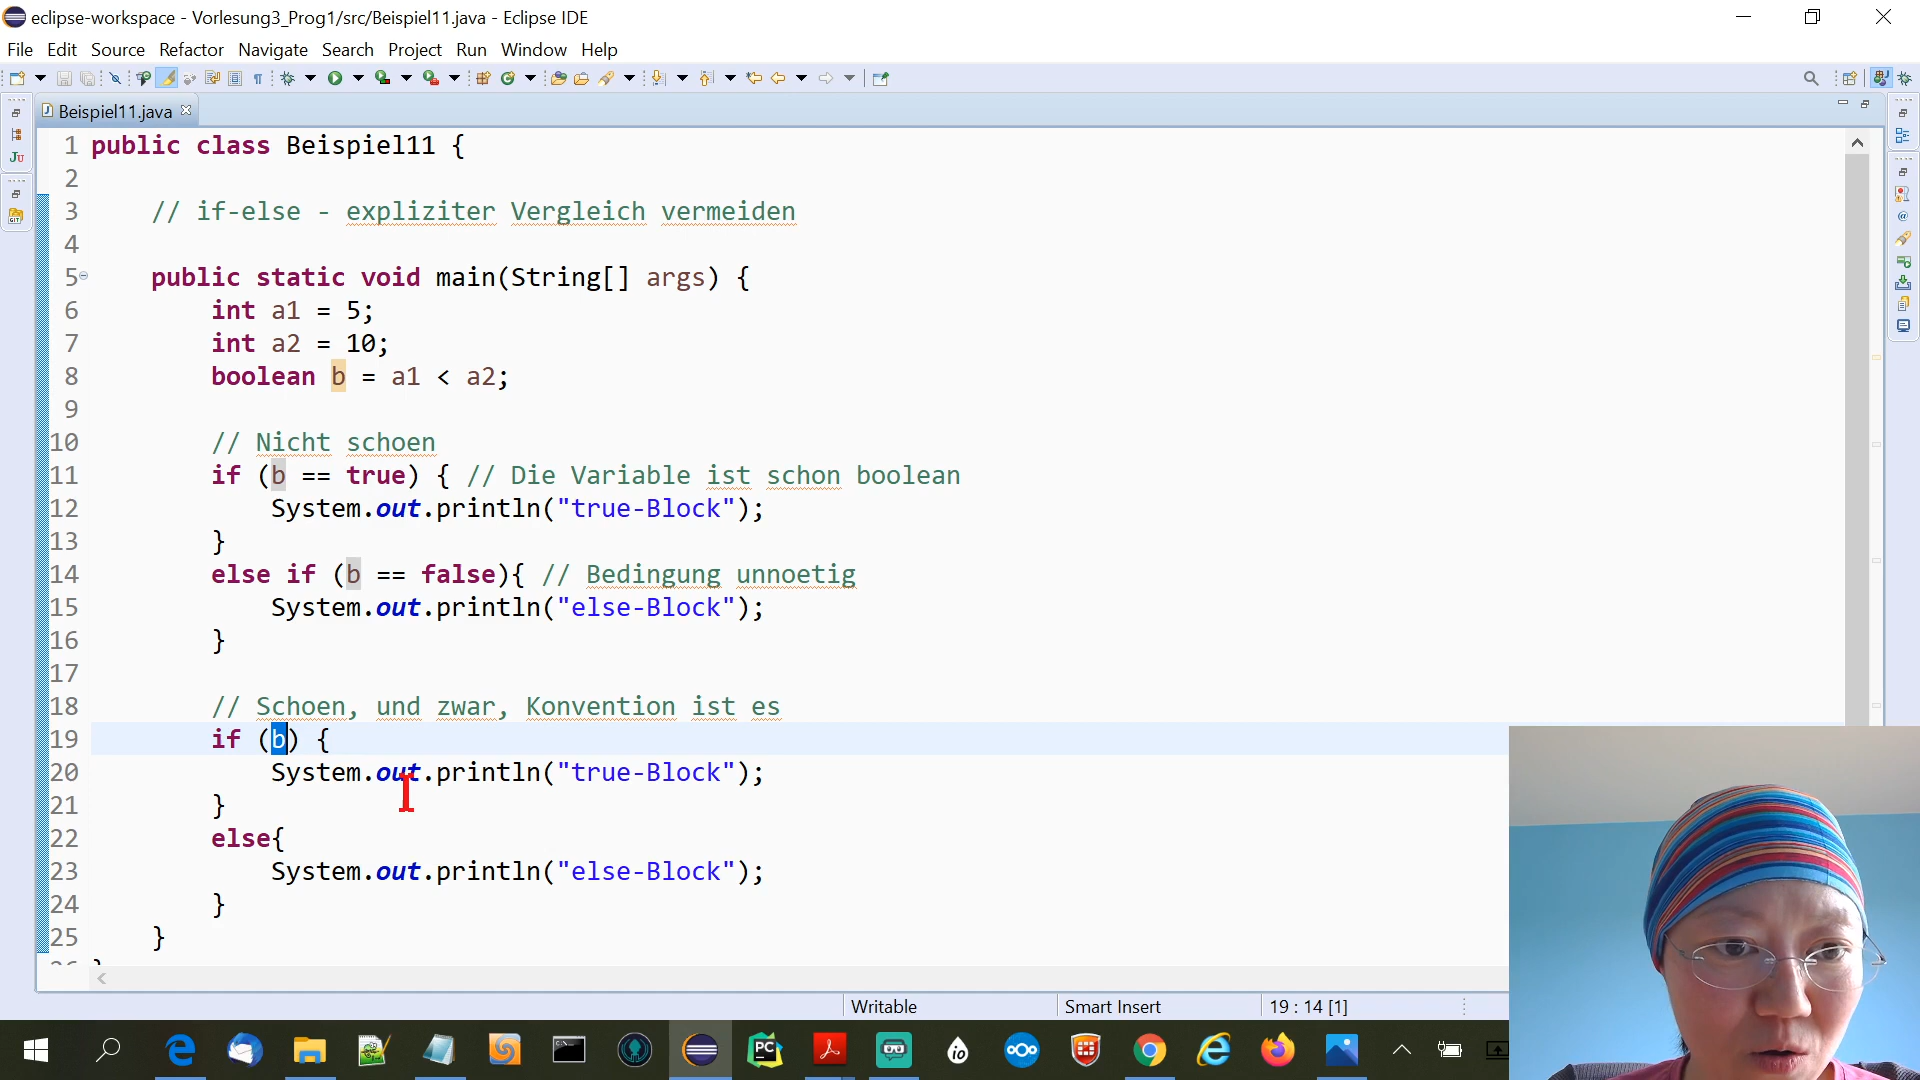 eclipse-workspace - Vorlesung3_Prog1/src/Beispiel11.java - Eclipse IDE
File Edit Source Refactor Navigate Search Project Run Window Help
Beispiel11.java
1 public class Beispiel11 {
2
3 // if-else - expliziter Vergleich vermeiden
4
5 public static void main(String[] args) {
6 int a1 = 5;
7 int a2 = 10;
8 boolean b = a1 < a2;
9
10 // Nicht schoen
11 if (b == true) { // Die Variable ist schon boolean
12 System.out.println("true-Block");
13 }
14 else if (b == false){ // Bedingung unnoetig
15 System.out.println("else-Block");
16 }
17
18 // Schoen, und zwar, Konvention ist es
19 if (b) {
20 System.out.println("true-Block");
21 }
22 else{
23 System.out.println("else-Block");
24 }
25 }
Writable Smart Insert 19 : 14 [1]